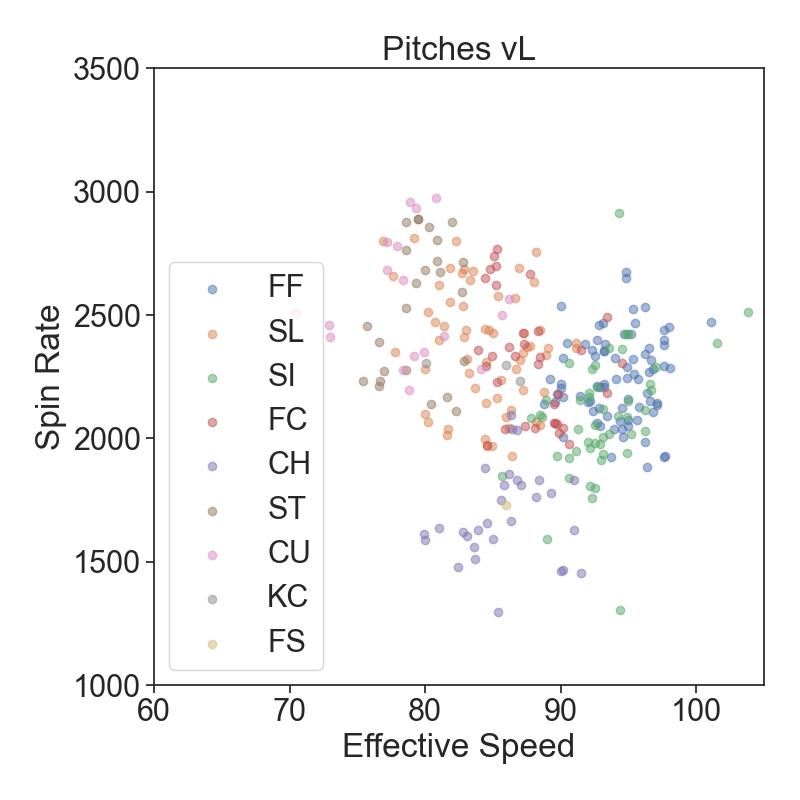 Pitches vL
3500
3000
2500
2000
1500
1000
Spin Rate
FF
SL
SI
FC
CH
ST
CU
KC
FS
60 70 80 90 100
Effective Speed